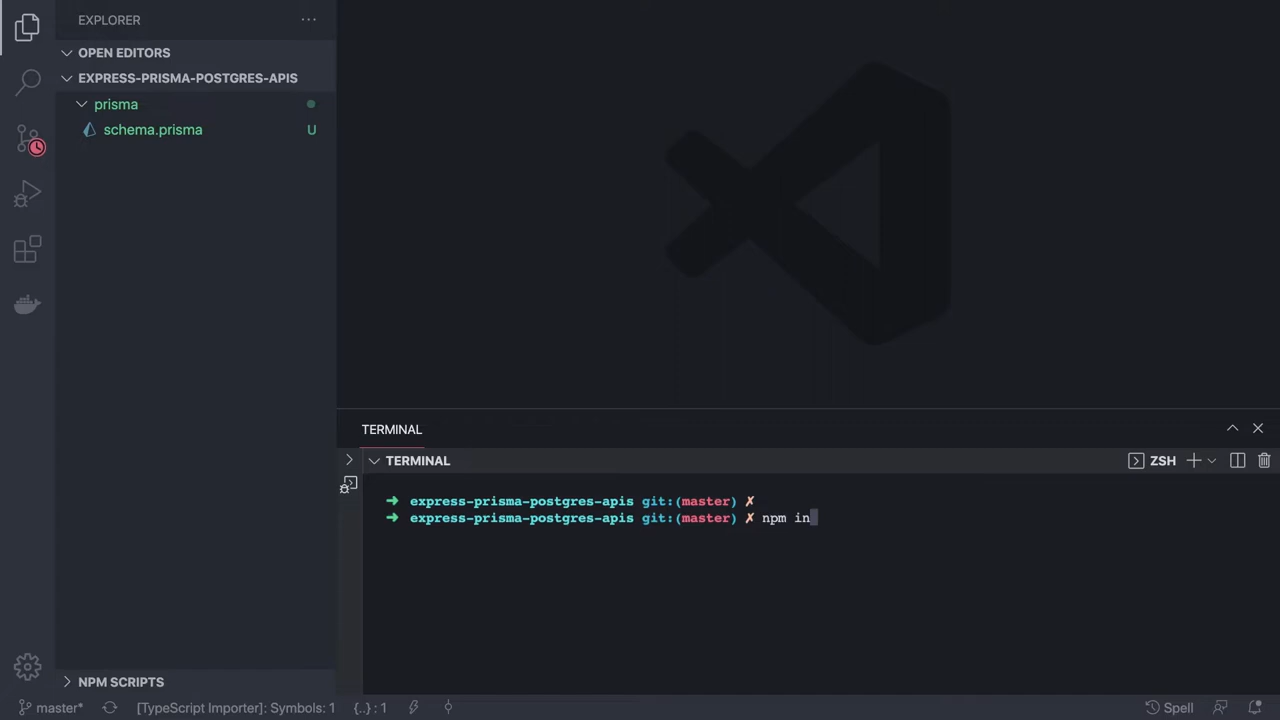 EXPLORER
OPEN EDITORS
EXPRESS-PRISMA-POSTGRES-APIS
prisma
schema.prisma U
TERMINAL
TERMINAL
ZSH
➜ express-prisma-postgres-apis git:(master) ✗
➜ express-prisma-postgres-apis git:(master) ✗ npm in
NPM SCRIPTS
master* [TypeScript Importer]: Symbols: 1 {..} : 1 Spell